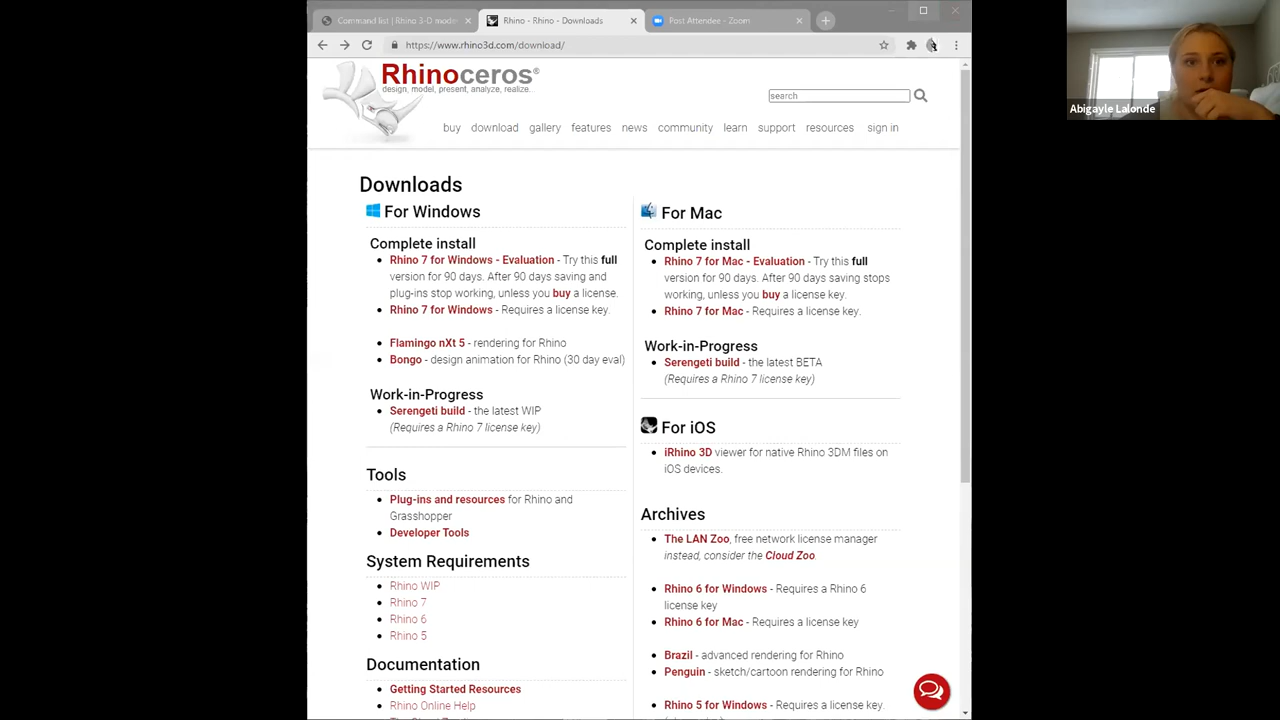 Command list | Rhino 3-D mode
Rhino - Rhino - Downloads
Post Attendee - Zoom
https://www.rhino3d.com/download/
Abigayle Lalonde
Rhinoceros®
design, model, present, analyze, realize...
search
buy download gallery features news community learn support resources sign in
Downloads
For Windows
Complete install
• Rhino 7 for Windows - Evaluation - Try this full
version for 90 days. After 90 days saving and
plug-ins stop working, unless you buy a license.
• Rhino 7 for Windows - Requires a license key.
• Flamingo nXt 5 - rendering for Rhino
• Bongo - design animation for Rhino (30 day eval)
Work-in-Progress
• Serengeti build - the latest WIP
(Requires a Rhino 7 license key)
Tools
• Plug-ins and resources for Rhino and
Grasshopper
• Developer Tools
System Requirements
• Rhino WIP
• Rhino 7
• Rhino 6
• Rhino 5
Documentation
• Getting Started Resources
• Rhino Online Help
For Mac
Complete install
• Rhino 7 for Mac - Evaluation - Try this full
version for 90 days. After 90 days saving stops
working, unless you buy a license key.
• Rhino 7 for Mac - Requires a license key.
Work-in-Progress
• Serengeti build - the latest BETA
(Requires a Rhino 7 license key)
For iOS
• iRhino 3D viewer for native Rhino 3DM files on
iOS devices.
Archives
• The LAN Zoo, free network license manager
instead, consider the Cloud Zoo.
• Rhino 6 for Windows - Requires a Rhino 6
license key
• Rhino 6 for Mac - Requires a license key
• Brazil - advanced rendering for Rhino
• Penguin - sketch/cartoon rendering for Rhino
• Rhino 5 for Windows - Requires a license key.